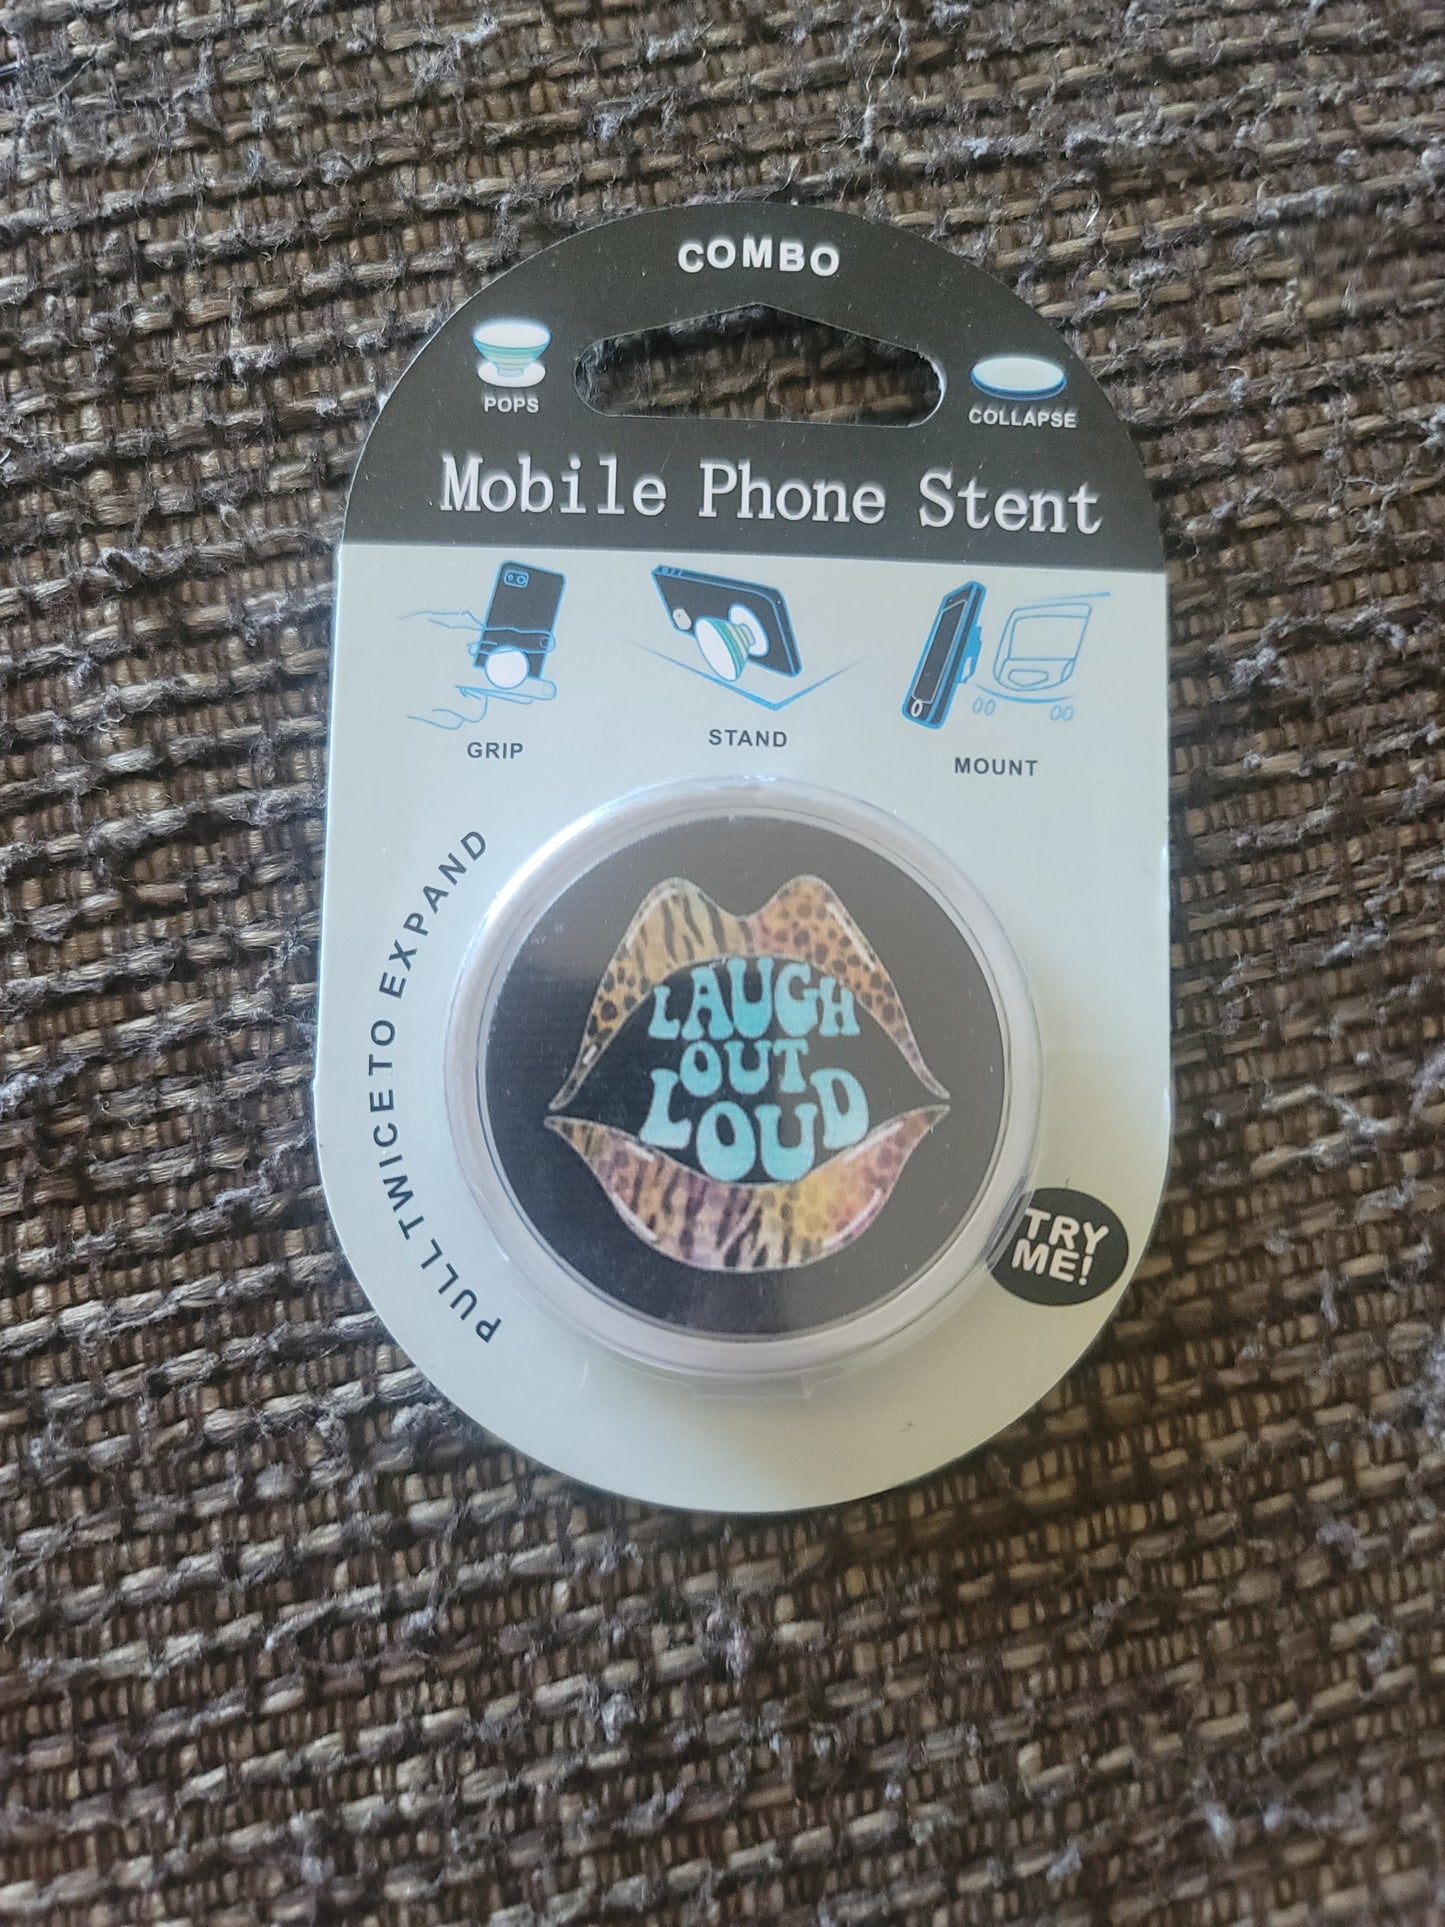 COMBO
POPS
COLLAPSE
Mobile Phone Stent
GRIP
STAND
MOUNT
PULL TWICE TO EXPAND
LAUGH
OUT
LOUD
TRY
ME!